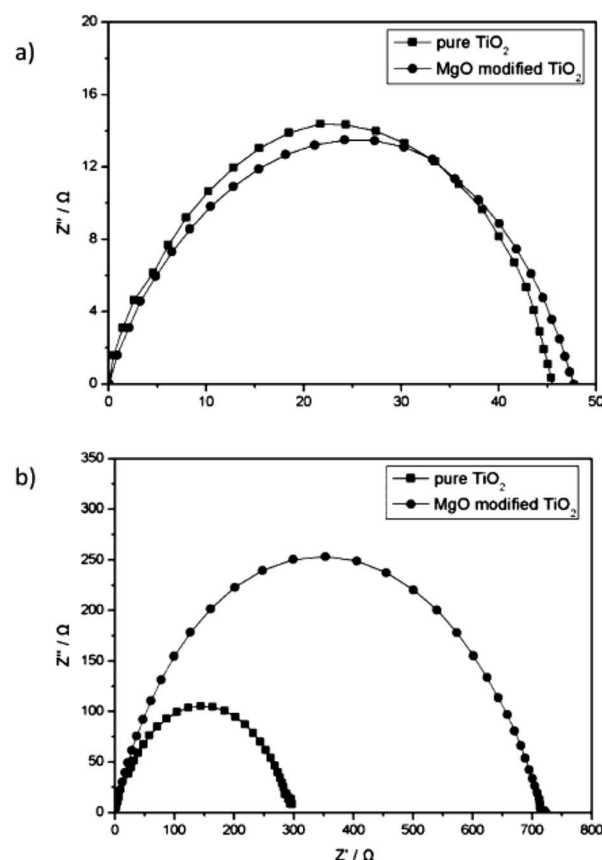 a)
20
16
12
8
4
0
Z'' / Ω
pure TiO₂
MgO modified TiO₂
0 10 20 30 40 50
b)
350
300
250
200
150
100
50
0
Z'' / Ω
pure TiO₂
MgO modified TiO₂
0 100 200 300 400 500 600 700 800
Z' / Ω